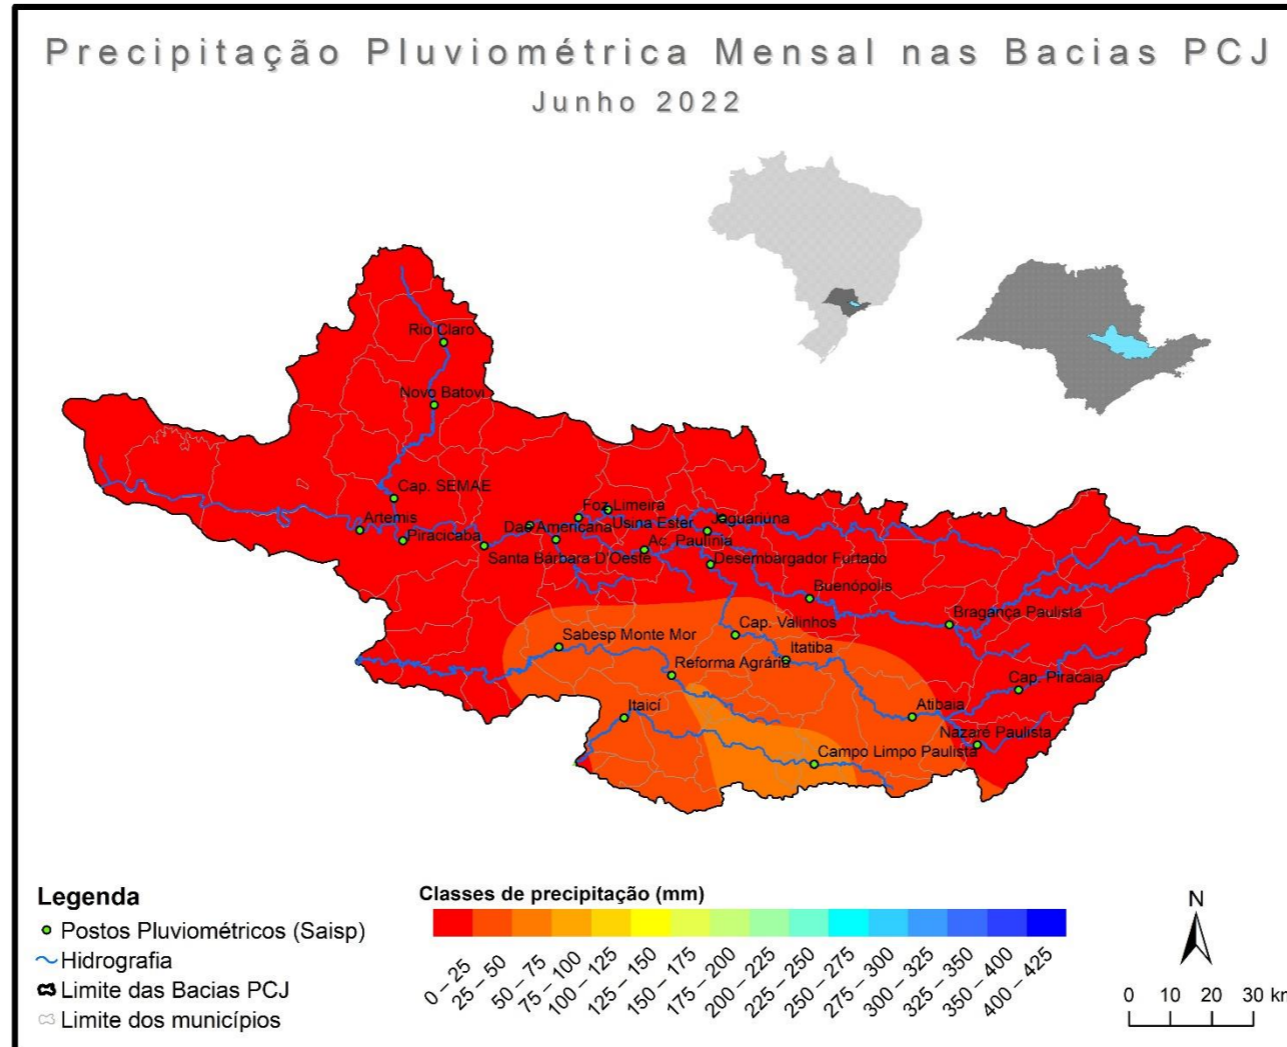 Precipitação Pluviométrica Mensal nas Bacias PCJ
Junho 2022
Rio Claro
Novo Batovi
Cap. SEMAE
Artemis
Piracicaba
Foz Limeira
Dae Americana
Usina Ester
Jaguariúna
Santa Bárbara D'Oeste
Ac. Paulínia
Desembargador Furtado
Buenópolis
Bragança Paulista
Cap. Valinhos
Sabesp Monte Mor
Itatiba
Reforma Agrária
Cap. Piracaia
Itaicí
Atibaia
Nazaré Paulista
Campo Limpo Paulista
Legenda
Postos Pluviométricos (Saisp)
Hidrografia
Limite das Bacias PCJ
Limite dos municípios
Classes de precipitação (mm)
0 – 25
25 – 50
50 – 75
75 – 100
100 – 125
125 – 150
150 – 175
175 – 200
200 – 225
225 – 250
250 – 275
275 – 300
300 – 325
325 – 350
350 – 400
400 – 425
N
0 10 20 30 km